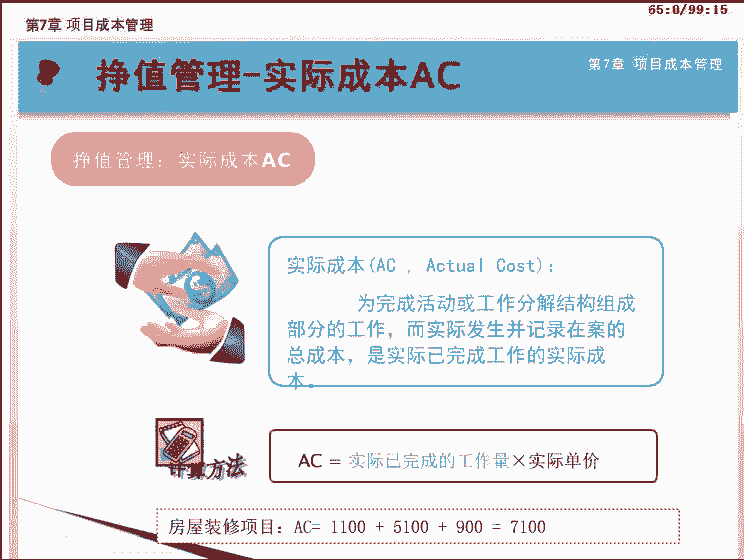 65:0/99:15
第7章 项目成本管理
挣值管理-实际成本AC
第7章 项目成本管理
挣值管理：实际成本AC
实际成本(AC , Actual Cost)：
为完成活动或工作分解结构组成
部分的工作，而实际发生并记录在案的
总成本，是实际已完成工作的实际成
本。
计算方法
AC = 实际已完成的工作量×实际单价
房屋装修项目：AC= 1100 + 5100 + 900 = 7100